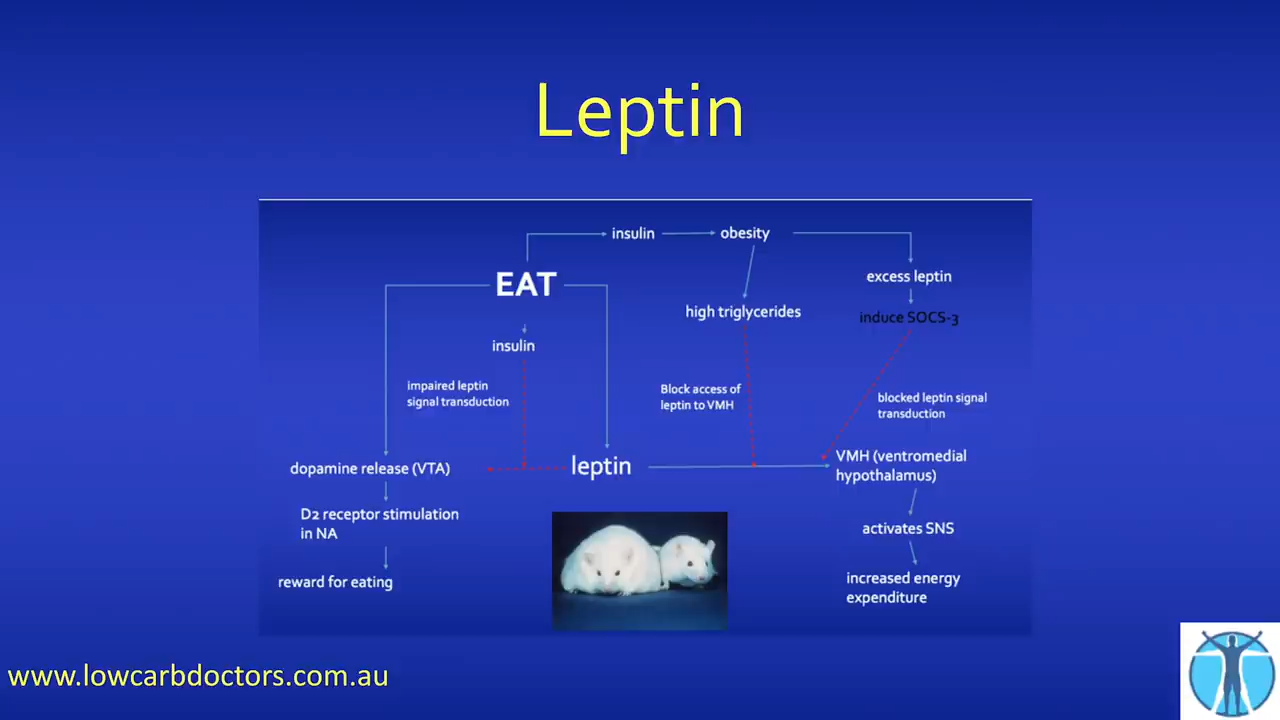 Leptin
insulin
obesity
EAT
excess leptin
high triglycerides
induce SOCS-3
insulin
impaired leptin
signal transduction
Block access of
leptin to VMH
blocked leptin signal
transduction
dopamine release (VTA)
leptin
VMH (ventromedial
hypothalamus)
D2 receptor stimulation
in NA
activates SNS
reward for eating
increased energy
expenditure
www.lowcarbdoctors.com.au